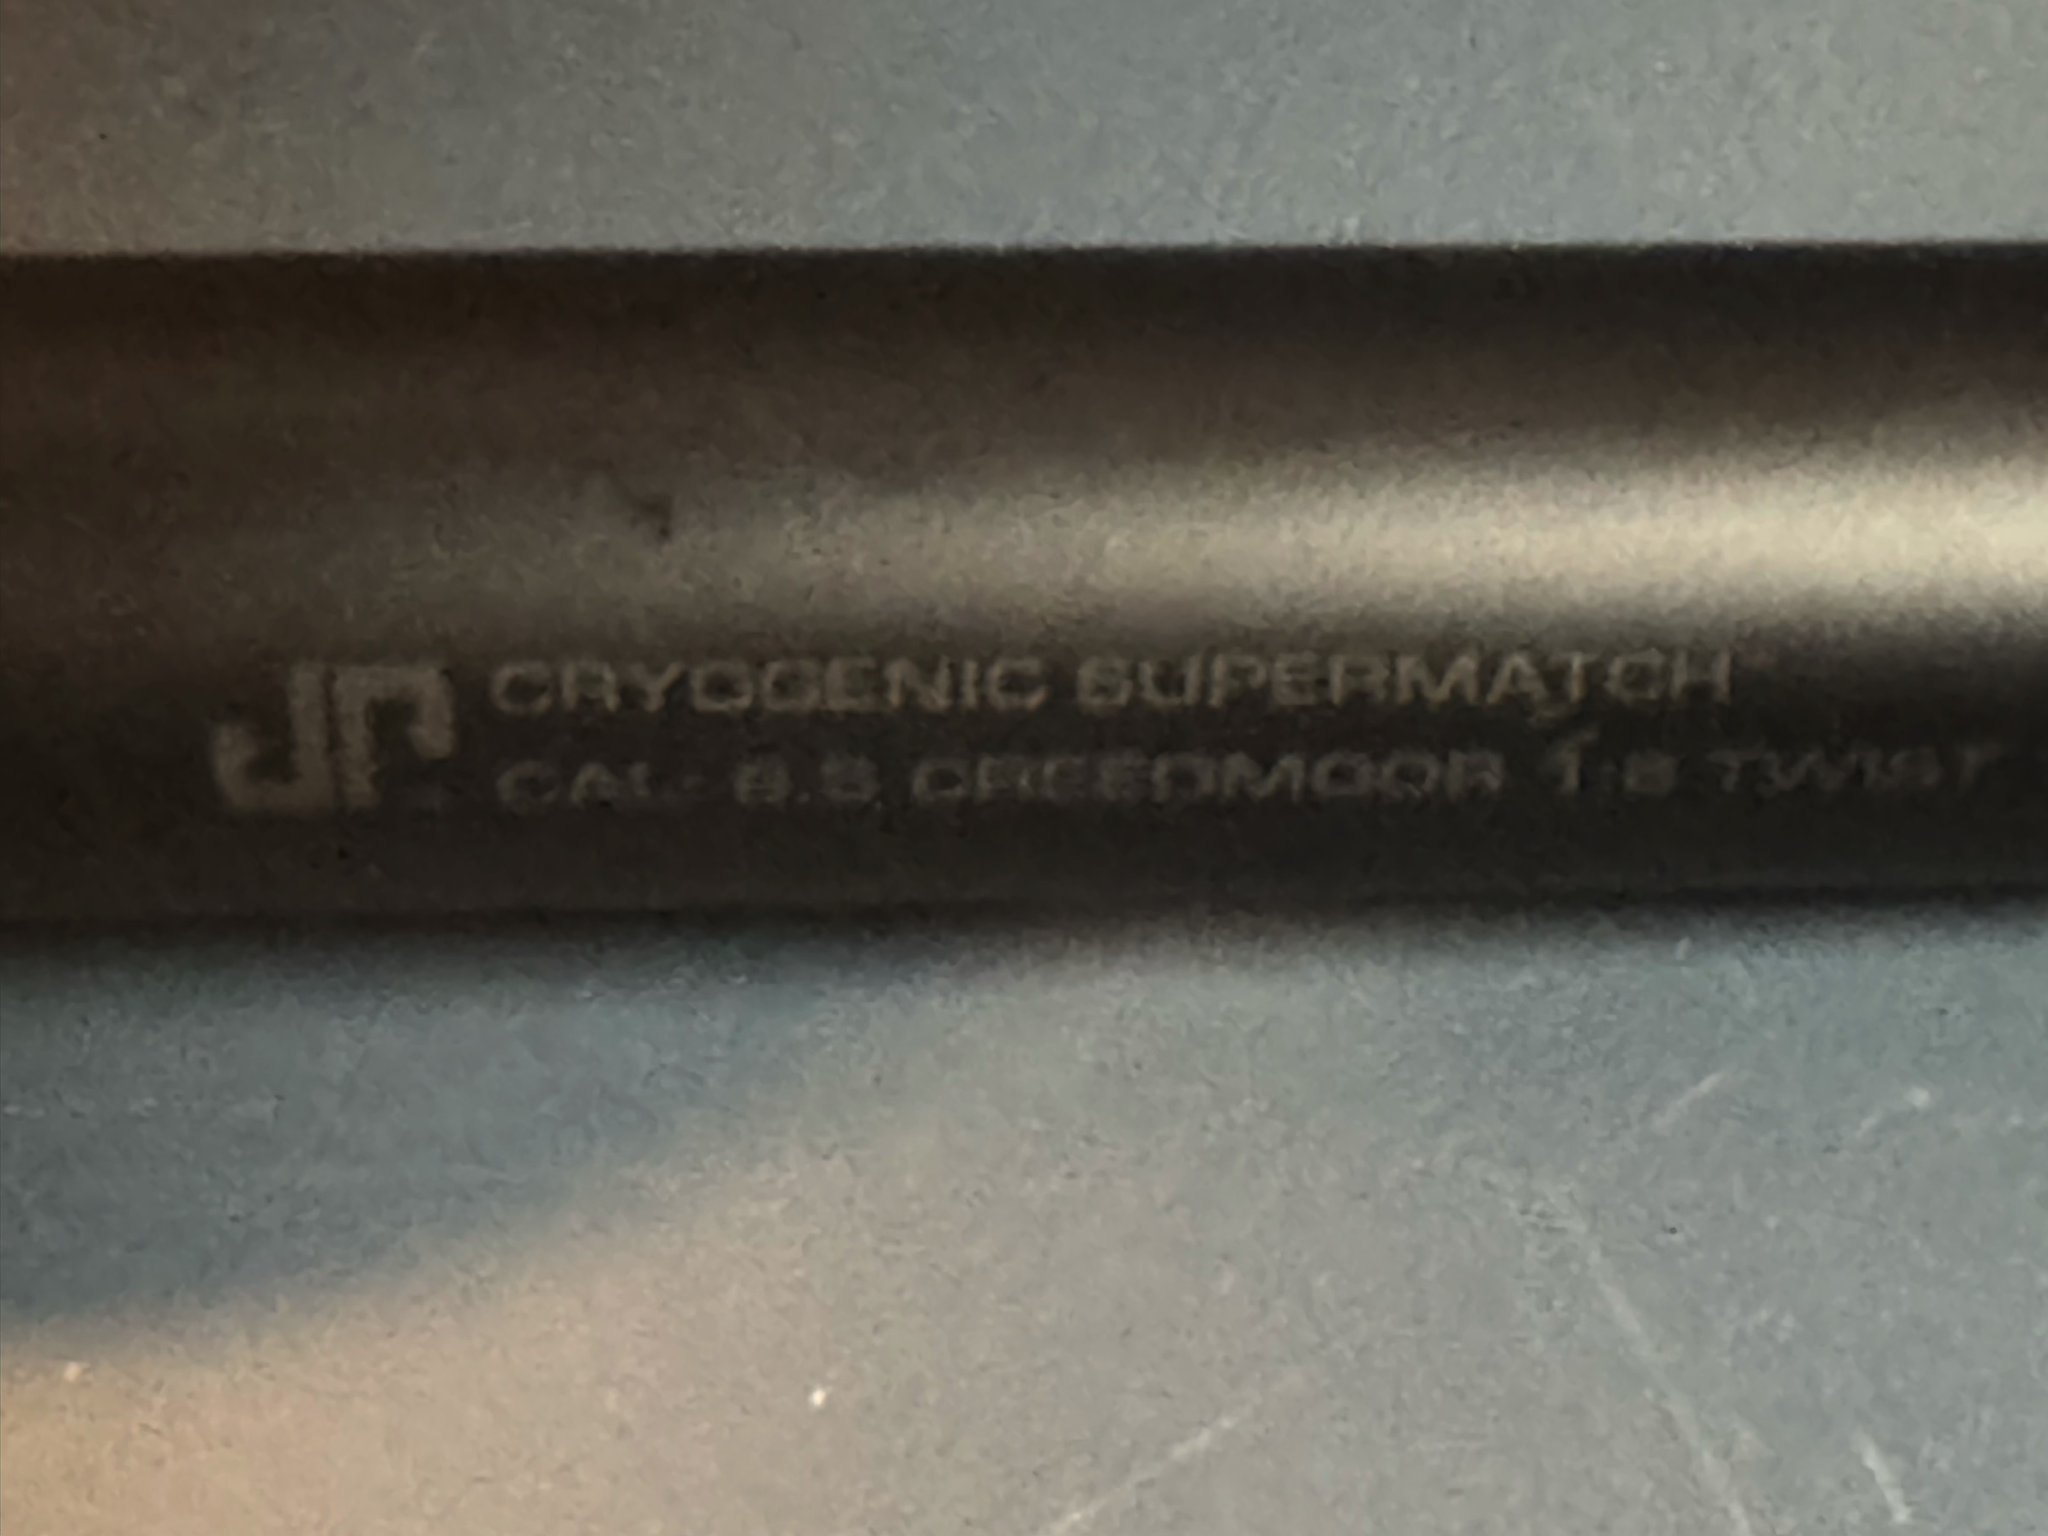 JP CRYOGENIC SUPERMATCH
CAL- 6.5 CREEDMOOR 1:8 TWIST